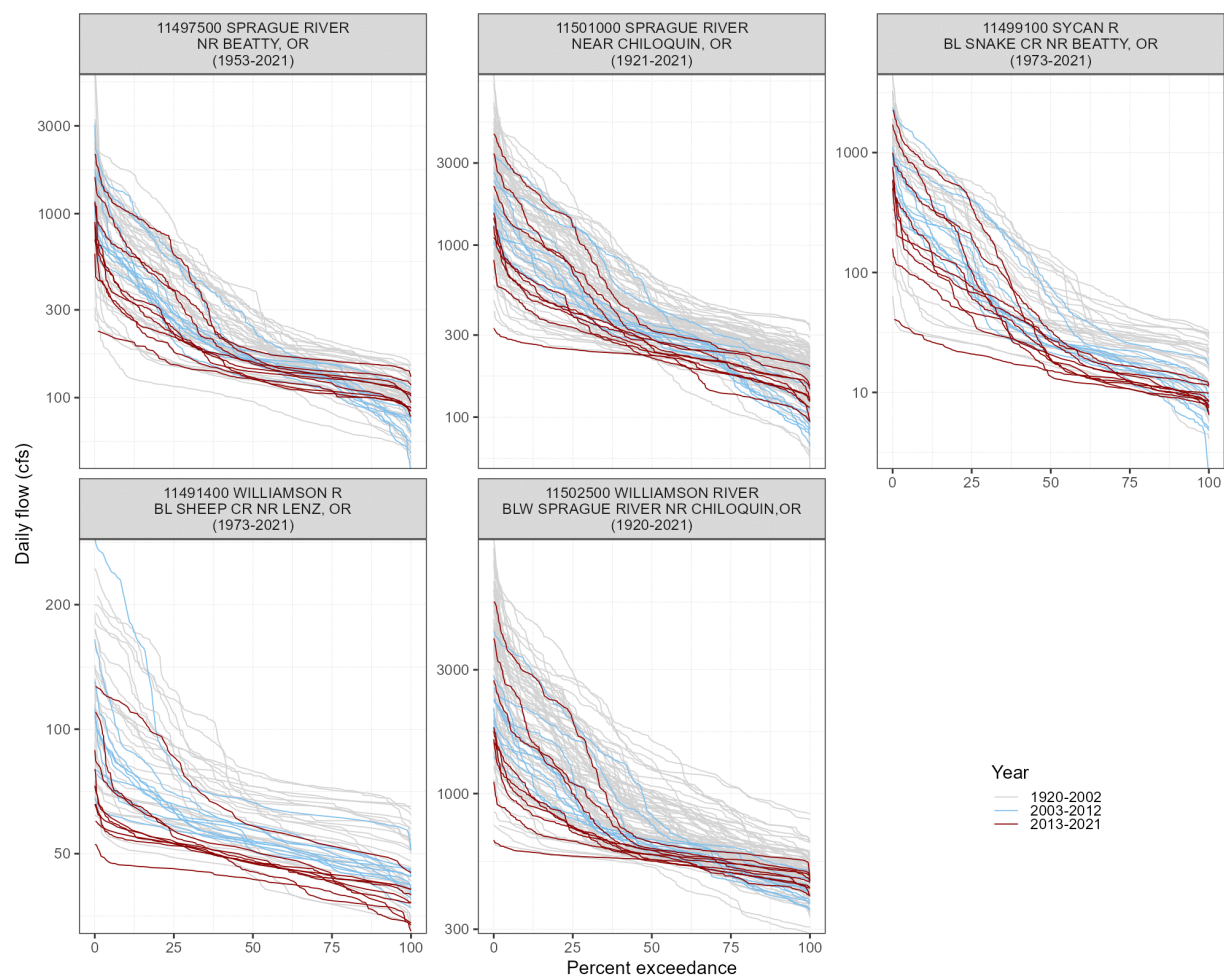 11497500 SPRAGUE RIVER
NR BEATTY, OR
(1953-2021)
11501000 SPRAGUE RIVER
NEAR CHILOQUIN, OR
(1921-2021)
11499100 SYCAN R
BL SNAKE CR NR BEATTY, OR
(1973-2021)
3000
1000
300
100
3000
1000
300
100
1000
100
10
0 25 50 75 100
Daily flow (cfs)
11491400 WILLIAMSON R
BL SHEEP CR NR LENZ, OR
(1973-2021)
11502500 WILLIAMSON RIVER
BLW SPRAGUE RIVER NR CHILOQUIN,OR
(1920-2021)
200
100
50
3000
1000
300
0 25 50 75 100
0 25 50 75 100
Percent exceedance
Year
1920-2002
2003-2012
2013-2021